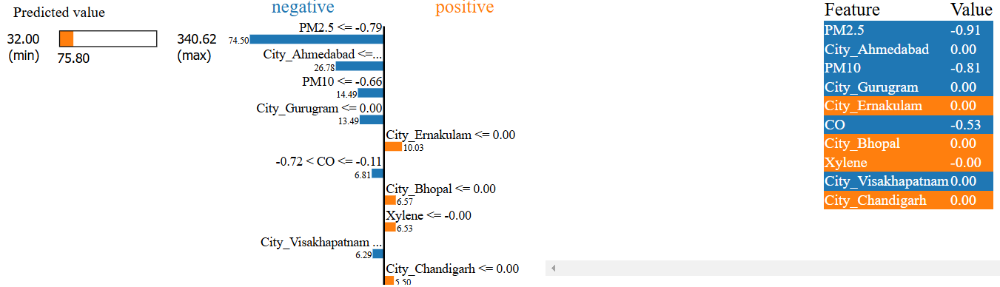 Predicted value
32.00
(min)
75.80
340.62
(max)
negative
positive
PM2.5 <= -0.79
74.50
City_Ahmedabad <=...
26.78
PM10 <= -0.66
14.49
City_Gurugram <= 0.00
13.49
City_Ernakulam <= 0.00
10.03
-0.72 < CO <= -0.11
6.81
City_Bhopal <= 0.00
6.57
Xylene <= -0.00
6.53
City_Visakhapatnam ...
6.29
City_Chandigarh <= 0.00
5.50
Feature Value
PM2.5 -0.91
City_Ahmedabad 0.00
PM10 -0.81
City_Gurugram 0.00
City_Ernakulam 0.00
CO -0.53
City_Bhopal 0.00
Xylene -0.00
City_Visakhapatnam 0.00
City_Chandigarh 0.00